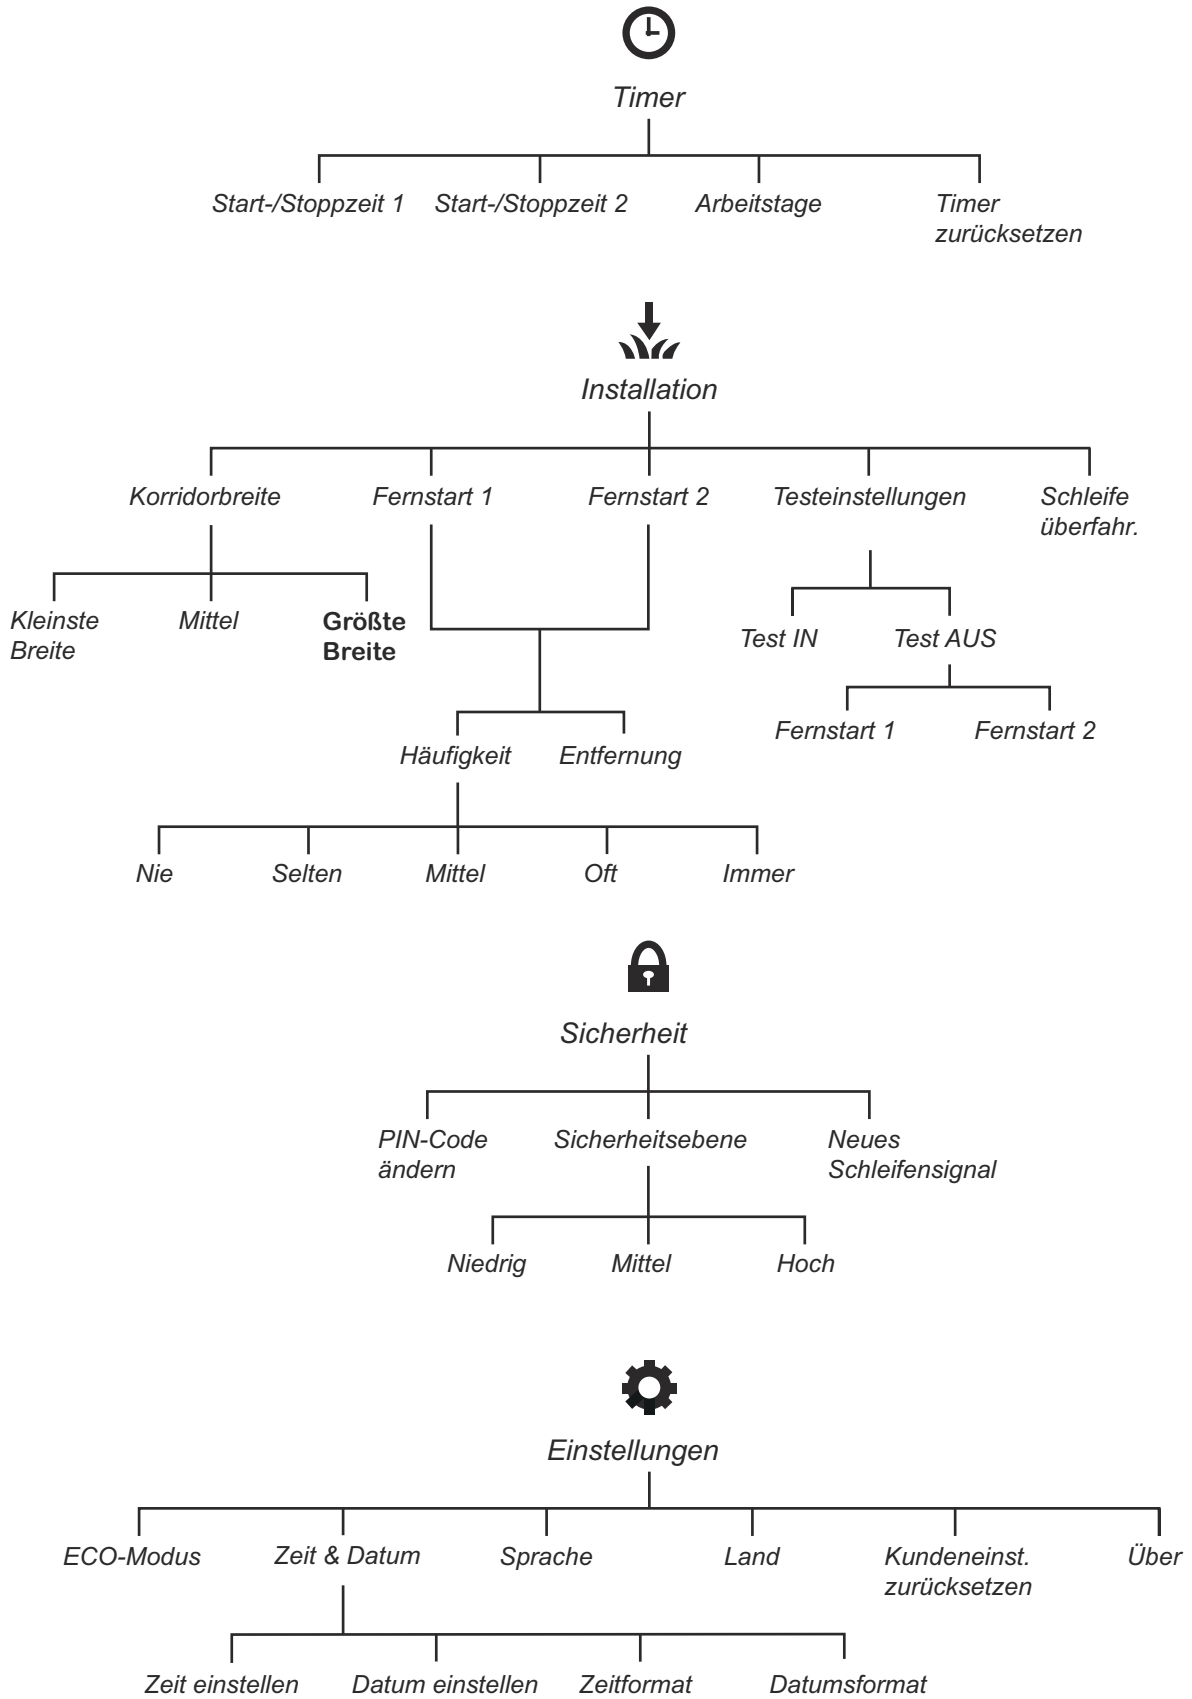 Timer
Start-/Stoppzeit 1 Start-/Stoppzeit 2 Arbeitstage Timer
zurücksetzen
Installation
Korridorbreite Fernstart 1 Fernstart 2 Testeinstellungen Schleife
überfahr.
Kleinste Mittel Größte
Breite Breite
Test IN Test AUS
Fernstart 1 Fernstart 2
Häufigkeit Entfernung
Nie Selten Mittel Oft Immer
Sicherheit
PIN-Code Sicherheitsebene Neues
ändern Schleifensignal
Niedrig Mittel Hoch
Einstellungen
ECO-Modus Zeit & Datum Sprache Land Kundeneinst. Über
zurücksetzen
Zeit einstellen Datum einstellen Zeitformat Datumsformat